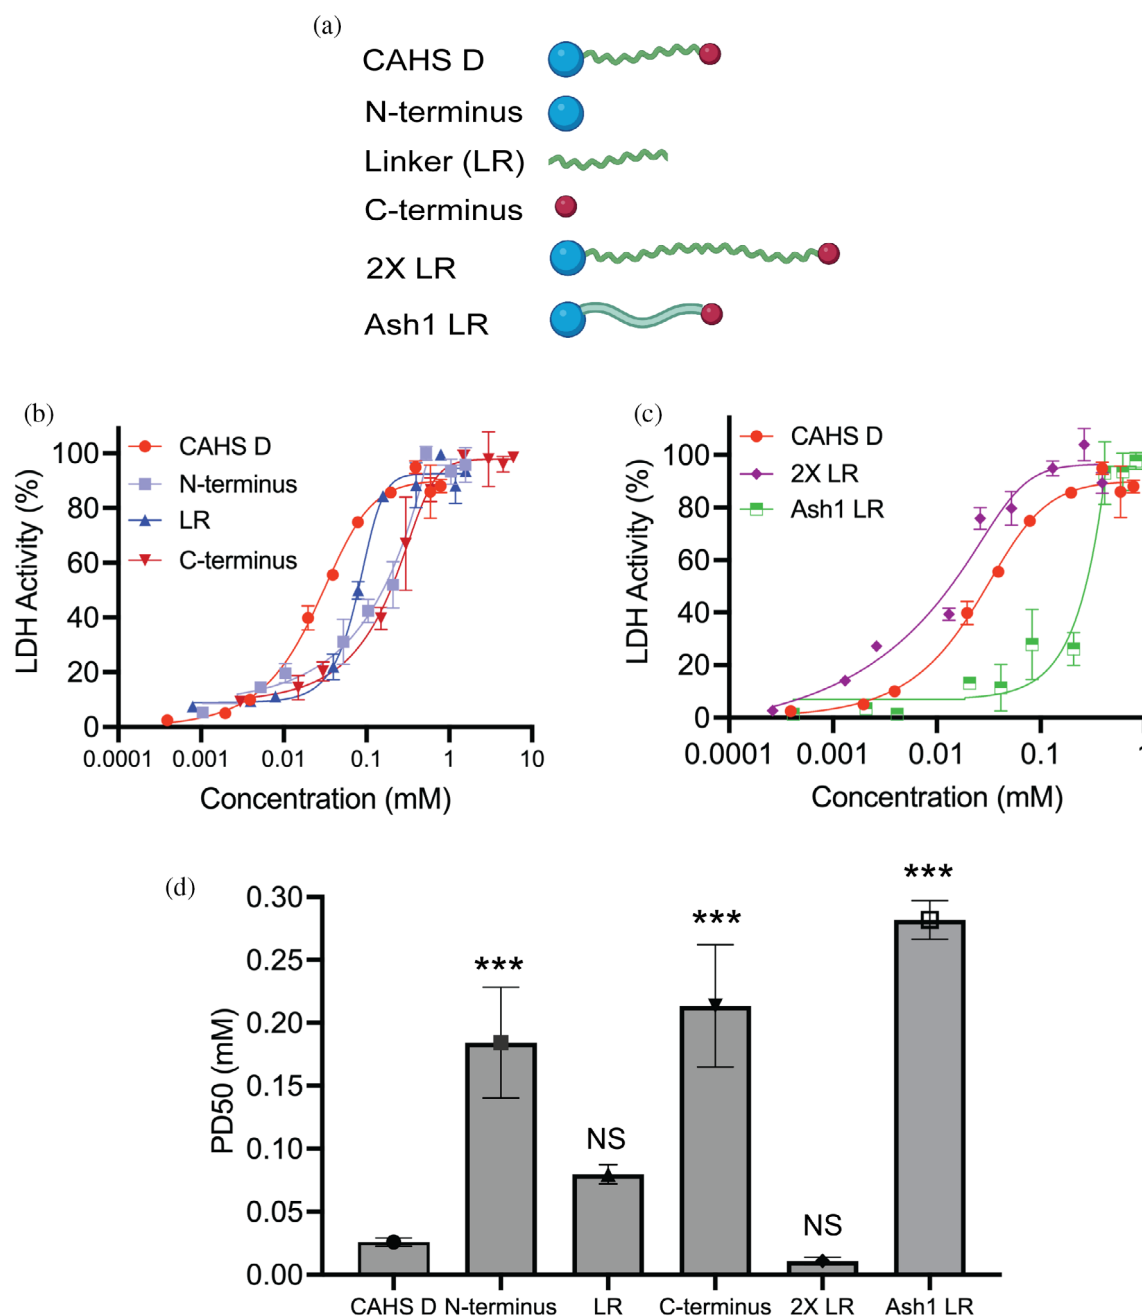 (a)
CAHS D
N-terminus
Linker (LR)
C-terminus
2X LR
Ash1 LR
(b)
LDH Activity (%)
100
80
60
40
20
0
CAHS D
N-terminus
LR
C-terminus
0.0001
0.01
0.1
1
10
Concentration (mM)
(c)
LDH Activity (%)
100
80
60
40
20
0
CAHS D
2X LR
Ash1 LR
0.0001
0.001
0.01
0.1
1
Concentration (mM)
(d)
PD50 (mM)
0.30
0.25
0.20
0.15
0.10
0.05
0.00
***
NS
***
NS
***
CAHS D
N-terminus
LR
C-terminus
2X LR
Ash1 LR